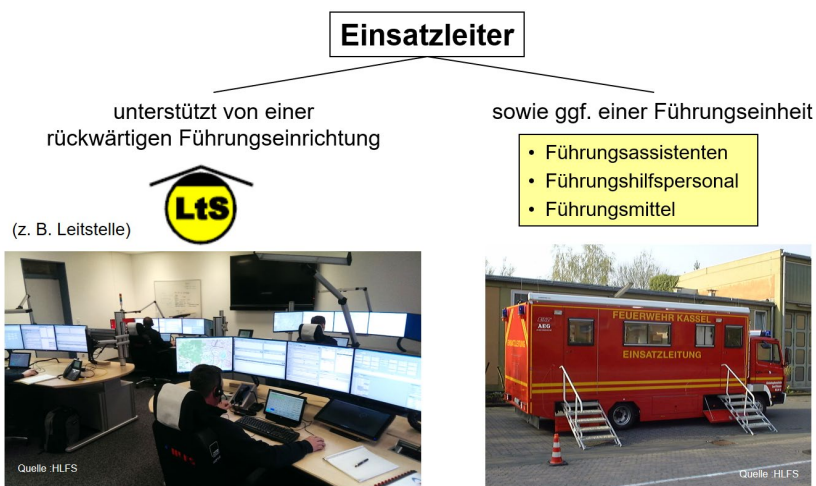 Einsatzleiter
unterstützt von einer
rückwärtigen Führungseinrichtung
sowie ggf. einer Führungseinheit
• Führungsassistenten
• Führungshilfspersonal
• Führungsmittel
LtS
(z. B. Leitstelle)
FEUERWEHR KASSEL
AEG
EINSATZLEITUNG
Quelle :HLFS
Quelle :HLFS